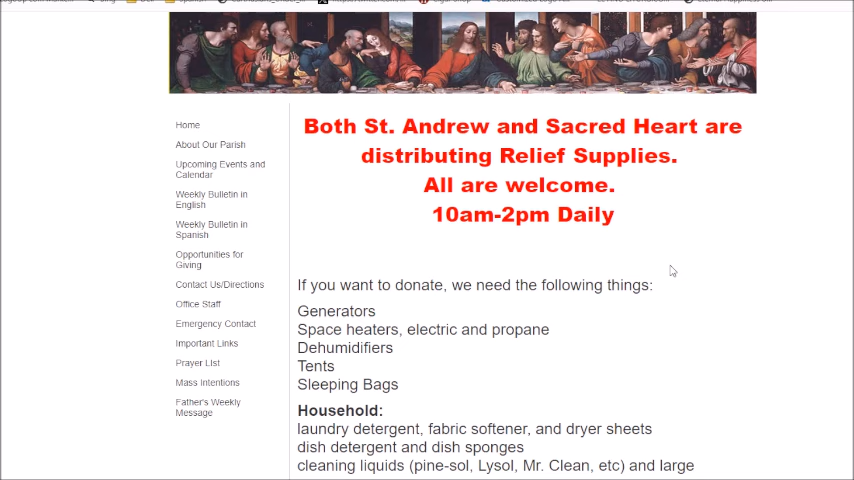 Home
About Our Parish
Upcoming Events and
Calendar
Weekly Bulletin in
English
Weekly Bulletin in
Spanish
Opportunities for
Giving
Contact Us/Directions
Office Staff
Emergency Contact
Important Links
Prayer LIst
Mass Intentions
Father's Weekly
Message
Both St. Andrew and Sacred Heart are
distributing Relief Supplies.
All are welcome.
10am-2pm Daily
If you want to donate, we need the following things:
Generators
Space heaters, electric and propane
Dehumidifiers
Tents
Sleeping Bags
Household:
laundry detergent, fabric softener, and dryer sheets
dish detergent and dish sponges
cleaning liquids (pine-sol, Lysol, Mr. Clean, etc) and large